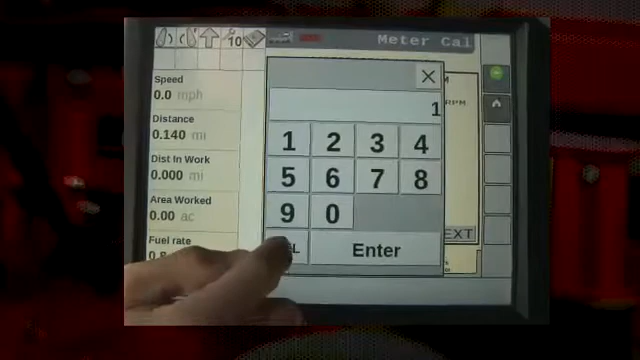 10
Meter Cal
Speed
0.0 mph
Distance
0.140 mi
Dist In Work
0.000 mi
Area Worked
0.00 ac
Fuel rate
1
1 2 3 4
5 6 7 8
9 0
Enter
RPM
EXT